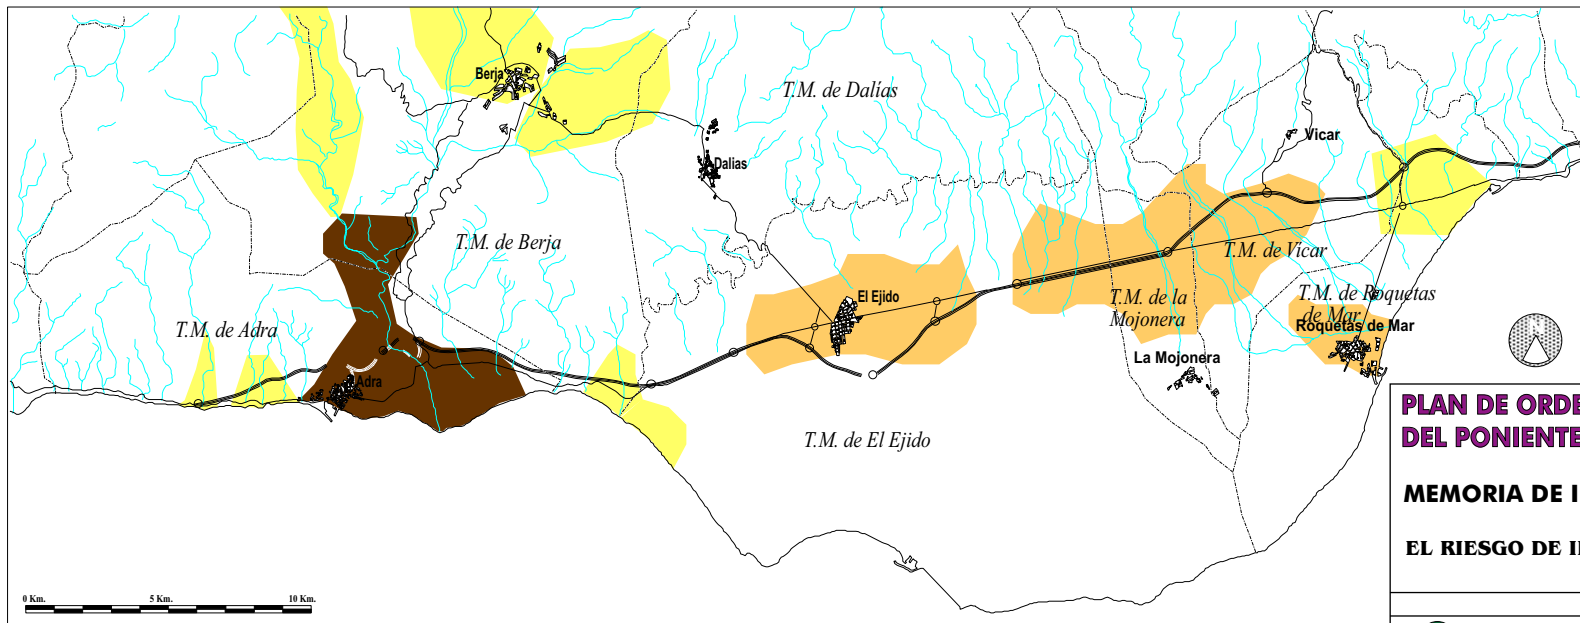 Berja
T.M. de Dalías
Vicar
Dalias
T.M. de Berja
T.M. de Vícar
El Ejido
T.M. de la
Mojonera
T.M. de Roquetas
de Mar
T.M. de Adra
Roquetas de Mar
La Mojonera
Adra
N
PLAN DE ORDE
DEL PONIENTE
T.M. de El Ejido
MEMORIA DE I
EL RIESGO DE I
0 Km.
5 Km.
10 Km.